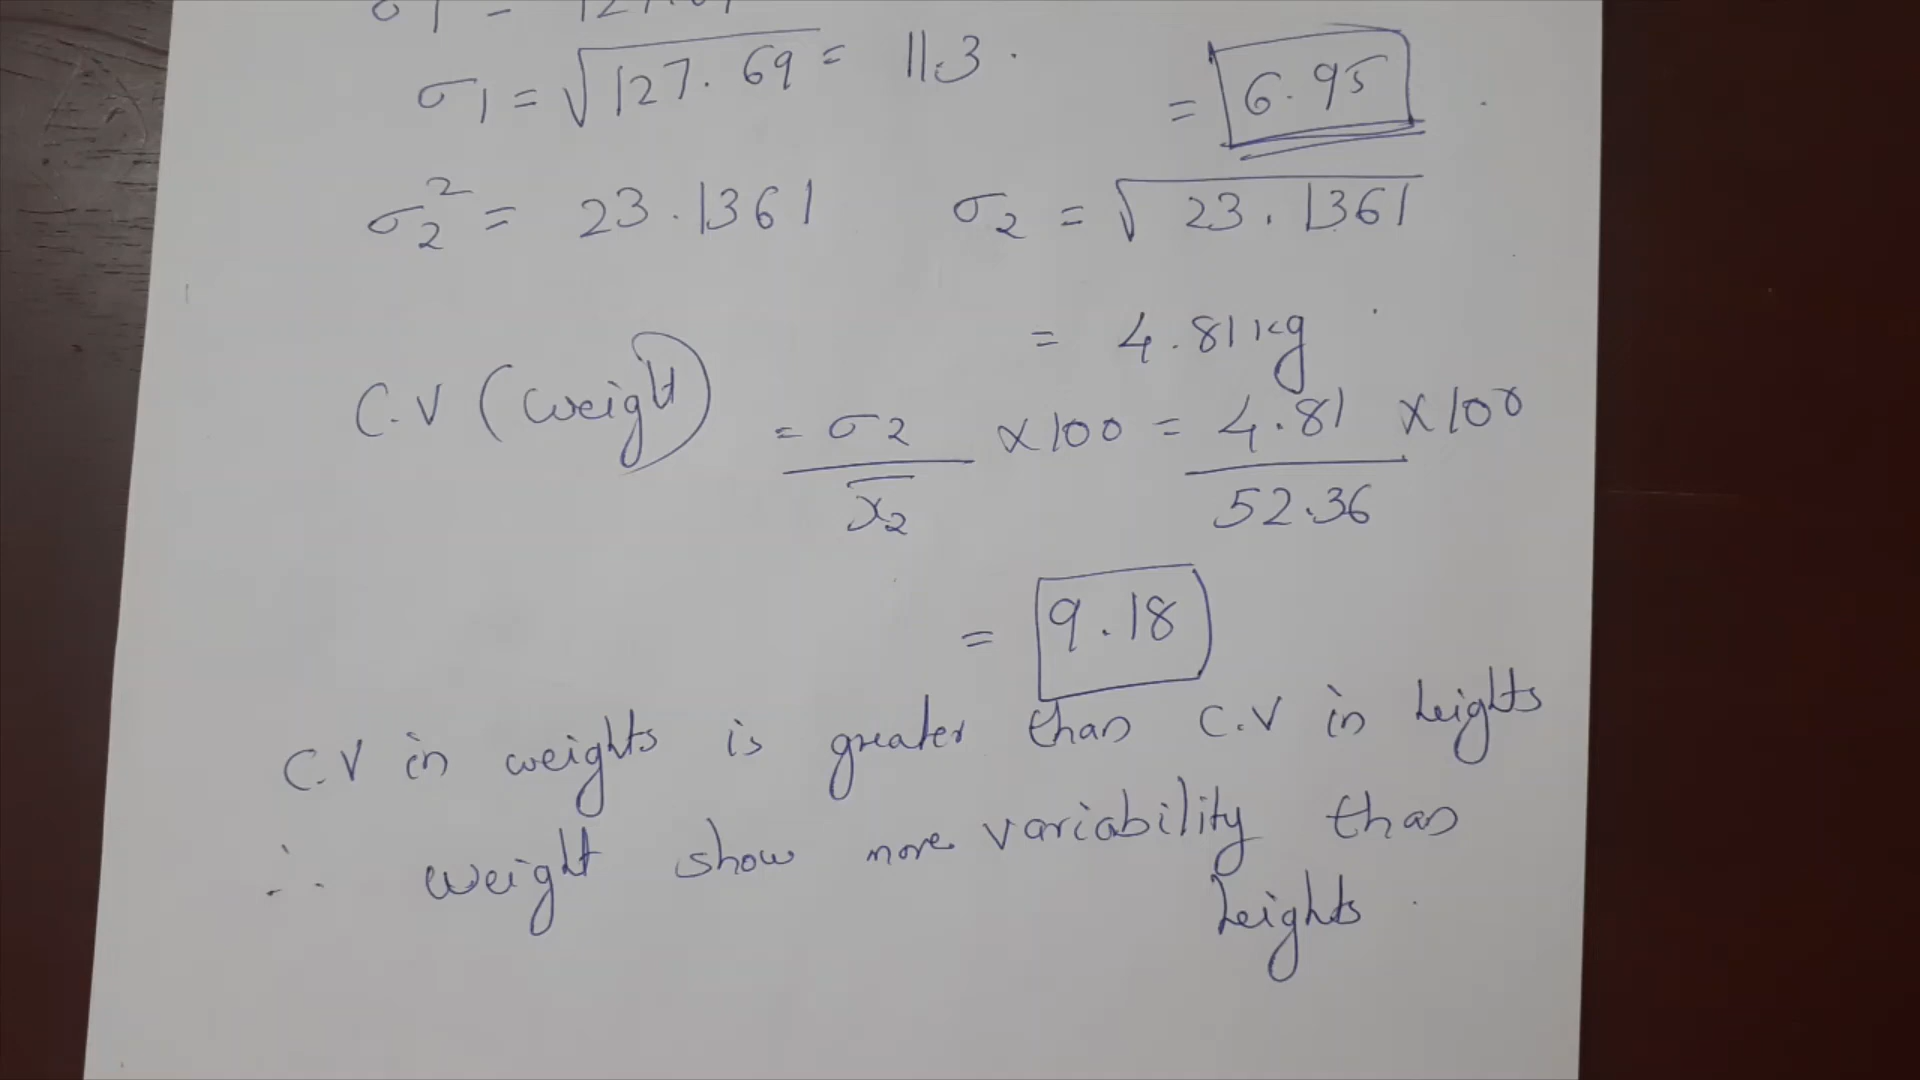 σ1 = √127.69 = 11.3.
= 6.95
σ2² = 23.1361 σ2 = √23.1361
= 4.81 kg
C.V (weight) = σ2/x̄2 × 100 = 4.81/52.36 × 100
= 9.18
C.V in weights is greater than C.V in heights
∴ weight show more variability than
heights.